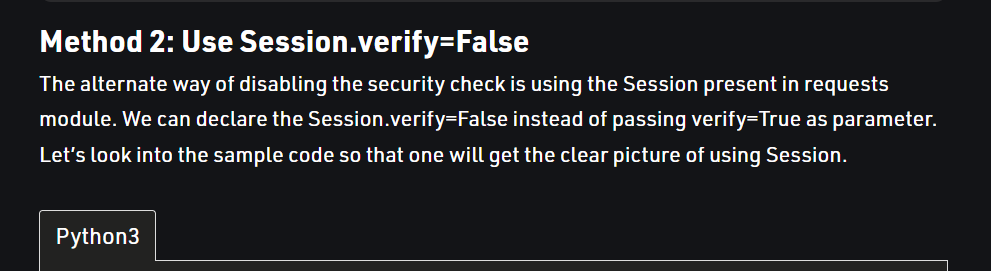 Method 2: Use Session.verify=False
The alternate way of disabling the security check is using the Session present in requests
module. We can declare the Session.verify=False instead of passing verify=True as parameter.
Let’s look into the sample code so that one will get the clear picture of using Session.
Python3